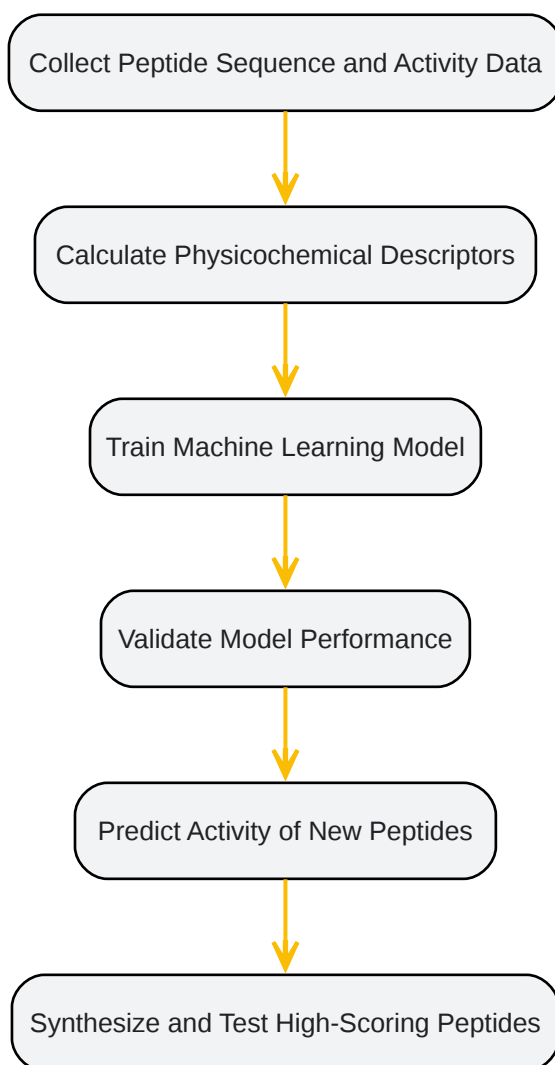 Collect Peptide Sequence and Activity Data
Calculate Physicochemical Descriptors
Train Machine Learning Model
Validate Model Performance
Predict Activity of New Peptides
Synthesize and Test High-Scoring Peptides